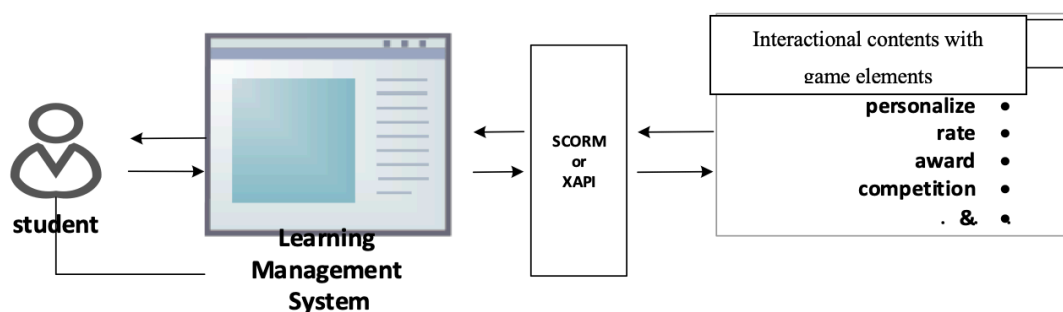 student
Learning
Management
System
SCORM
or
XAPI
Interactional contents with
game elements
personalize •
rate •
award •
competition •
. & .